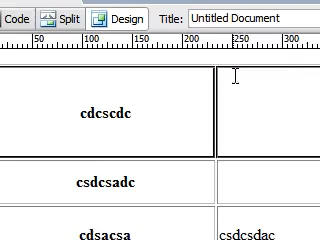 Code Split Design Title: Untitled Document
50 100 150 200 250 300
cdcscdc
csdcsadc
cdsacsa csdcsdac